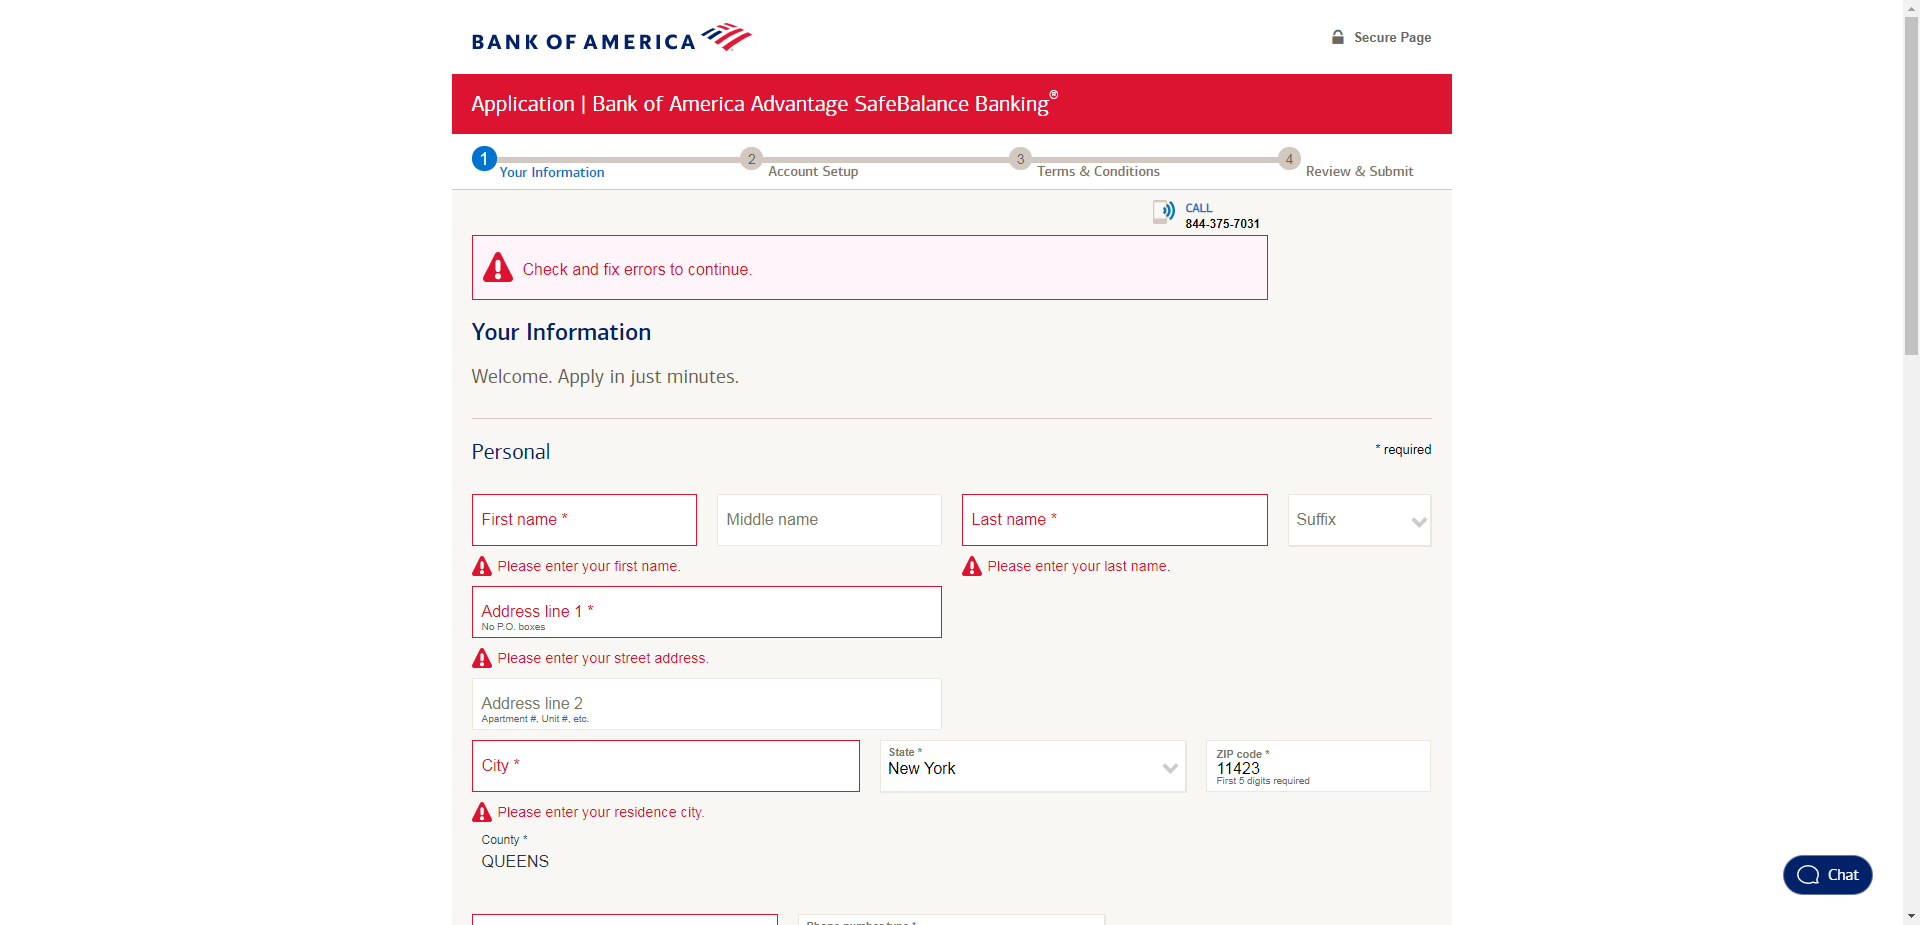 BANK OF AMERICA
Secure Page
Application | Bank of America Advantage SafeBalance Banking®
1
Your Information
2
Account Setup
3
Terms & Conditions
4
Review & Submit
CALL
844-375-7031
Check and fix errors to continue.
Your Information
Welcome. Apply in just minutes.
Personal
* required
First name *
Middle name
Last name *
Suffix
Please enter your first name.
Please enter your last name.
Address line 1 *
No P.O. boxes
Please enter your street address.
Address line 2
Apartment #, Unit #, etc.
City *
State *
New York
ZIP code *
11423
First 5 digits required
Please enter your residence city.
County *
QUEENS
Chat
Phone number type *